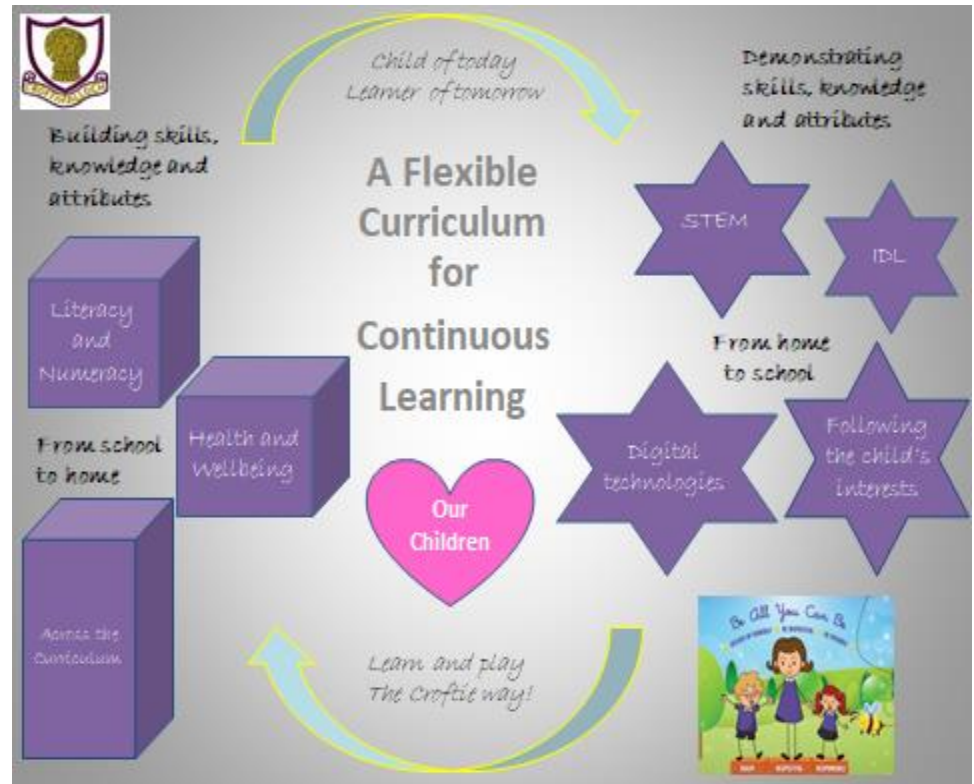 Child of today
Learner of tomorrow
Demonstrating
skills, knowledge
and attributes
Building skills,
knowledge and
attributes
A Flexible
Curriculum
for
Continuous
Learning
STEM
IDL
Literacy
and
Numeracy
From home
to school
From school
to home
Health and
Wellbeing
Digital
technologies
Following
the child's
interests
Our
Children
Across the
Curriculum
Learn and play
The Croftie way!
Be All You Can Be